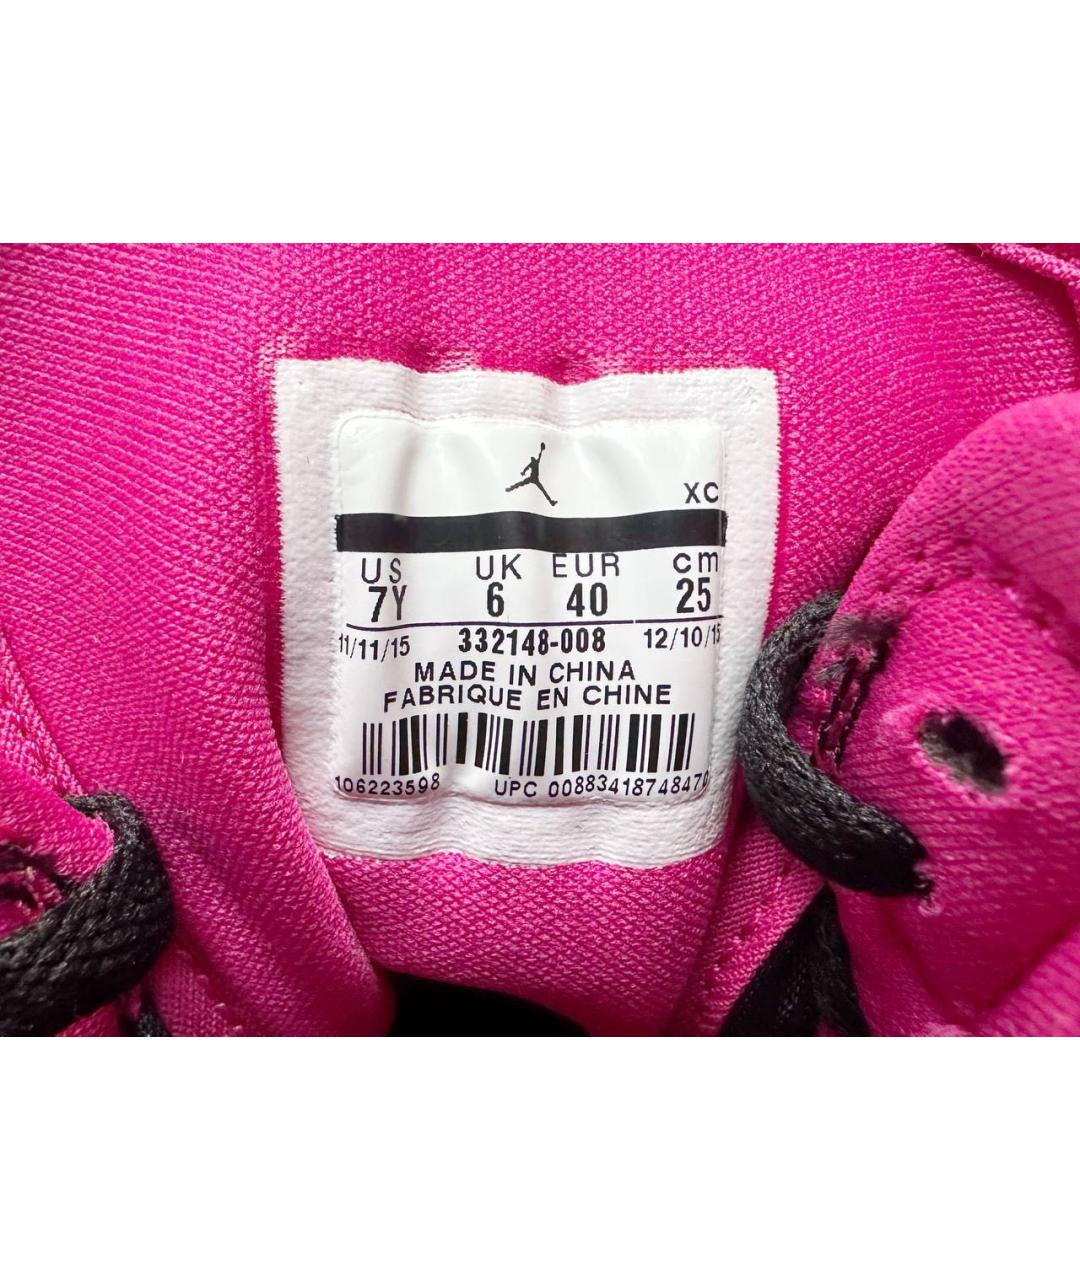 XC
US UK EUR cm
7Y 6 40 25
11/11/15 332148-008 12/10/15
MADE IN CHINA
FABRIQUE EN CHINE
106223598 UPC 00883418748470